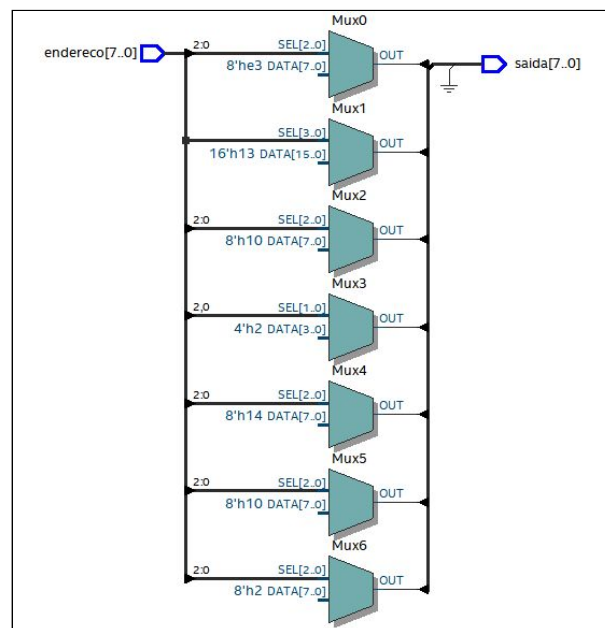 Mux0
endereco[7..0]
2:0
SEL[2..0]
8'he3 DATA[7..0]
OUT
saida[7..0]
Mux1
SEL[3..0]
16'h13 DATA[15..0]
OUT
Mux2
2:0
SEL[2..0]
8'h10 DATA[7..0]
OUT
Mux3
2,0
SEL[1..0]
4'h2 DATA[3..0]
OUT
Mux4
2:0
SEL[2..0]
8'h14 DATA[7..0]
OUT
Mux5
2:0
SEL[2..0]
8'h10 DATA[7..0]
OUT
Mux6
2:0
SEL[2..0]
8'h2 DATA[7..0]
OUT